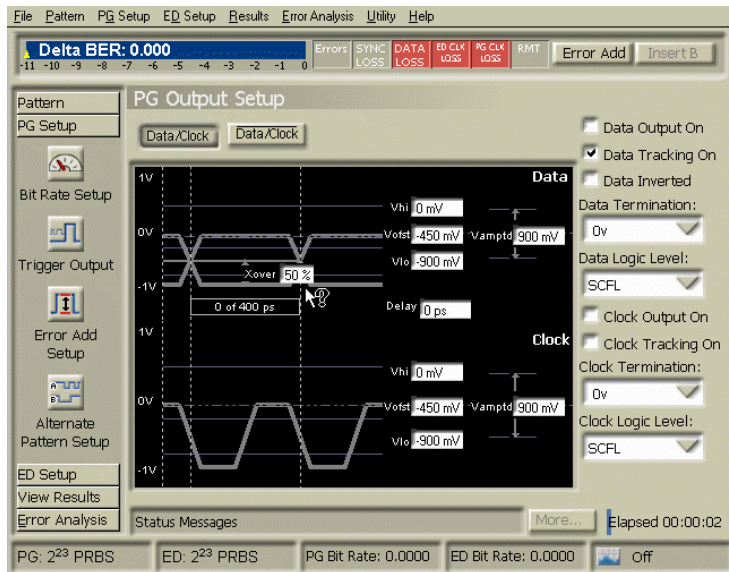 File Pattern PG Setup ED Setup Results Error Analysis Utility Help
Delta BER: 0.000
-11 -10 -9 -8 -7 -6 -5 -4 -3 -2 -1 0
Errors
SYNC LOSS
DATA LOSS
ED CLK LOSS
PG CLK LOSS
RMT
Error Add
Insert B
Pattern
PG Setup
Bit Rate Setup
Trigger Output
Error Add Setup
A
B
Alternate Pattern Setup
ED Setup
View Results
Error Analysis
PG Output Setup
Data/Clock Data/Clock
1V
Data
Vhi 0 mV
0V
Vofst -450 mV Vamptd 900 mV
Vlo -900 mV
Xover 50 %
-1V
0 of 400 ps
Delay 0 ps
1V
Clock
Vhi 0 mV
0V
Vofst -450 mV Vamptd 900 mV
Vlo -900 mV
-1V
Data Output On
Data Tracking On
Data Inverted
Data Termination:
0v
Data Logic Level:
SCFL
Clock Output On
Clock Tracking On
Clock Termination:
0v
Clock Logic Level:
SCFL
Status Messages
More...
Elapsed 00:00:02
PG: 2²³ PRBS
ED: 2²³ PRBS
PG Bit Rate: 0.0000
ED Bit Rate: 0.0000
Off